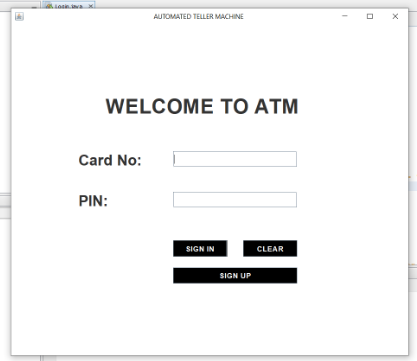 Login.java
AUTOMATED TELLER MACHINE
WELCOME TO ATM
Card No:
PIN:
SIGN IN CLEAR
SIGN UP